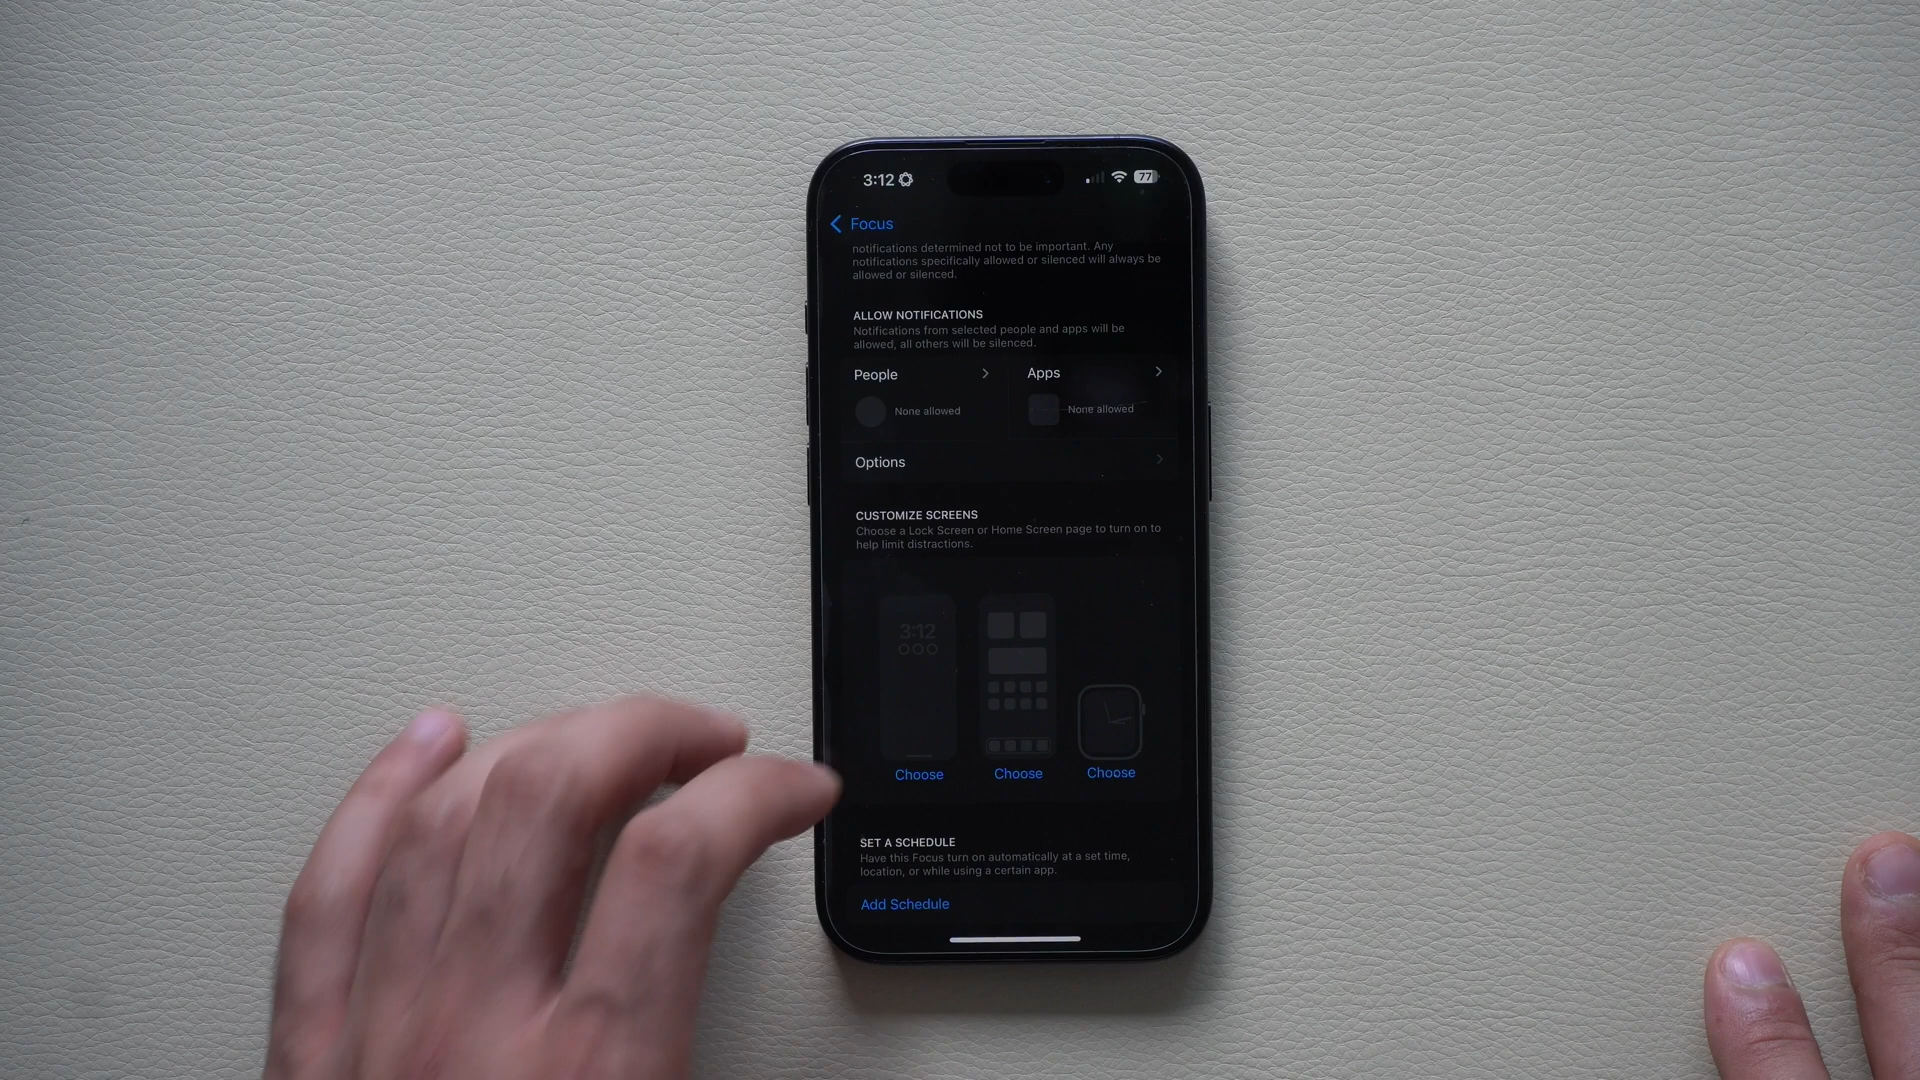 3:12
77
Focus
notifications determined not to be important. Any
notifications specifically allowed or silenced will always be
allowed or silenced.
ALLOW NOTIFICATIONS
Notifications from selected people and apps will be
allowed, all others will be silenced.
People
Apps
None allowed
None allowed
Options
CUSTOMIZE SCREENS
Choose a Lock Screen or Home Screen page to turn on to
help limit distractions.
3:12
Choose
Choose
Choose
SET A SCHEDULE
Have this Focus turn on automatically at a set time,
location, or while using a certain app.
Add Schedule